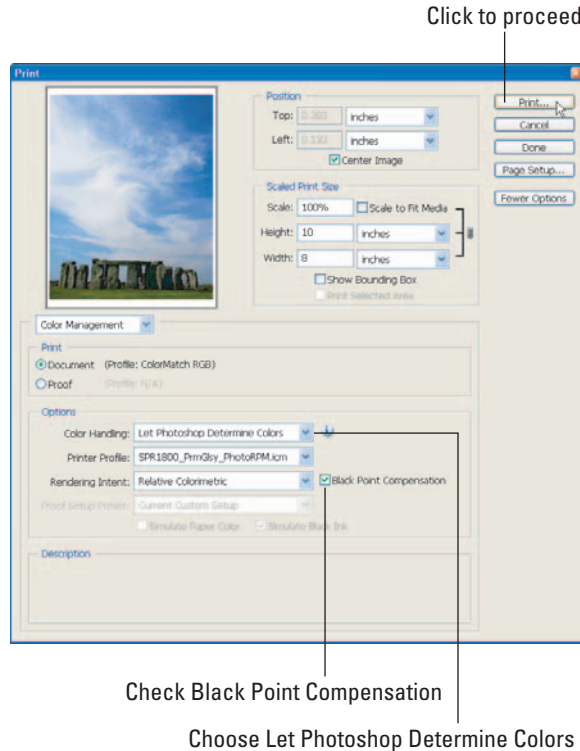 Click to proceed
Print
Position
Top: 0.303 inches
Left: 0.133 inches
Center Image
Scaled Print Size
Scale: 100% Scale to Fit Media
Height: 10 inches
Width: 8 inches
Show Bounding Box
Print Selected Area
Print...
Cancel
Done
Page Setup...
Fewer Options
Color Management
Print
Document (Profile: ColorMatch RGB)
Proof (Profile: N/A)
Options
Color Handling: Let Photoshop Determine Colors
Printer Profile: SPR1800_PrmGlsy_PhotoRPM.icm
Rendering Intent: Relative Colorimetric Black Point Compensation
Proof Setup Preset: Current Custom Setup
Simulate Paper Color Simulate Black Ink
Description
Check Black Point Compensation
Choose Let Photoshop Determine Colors